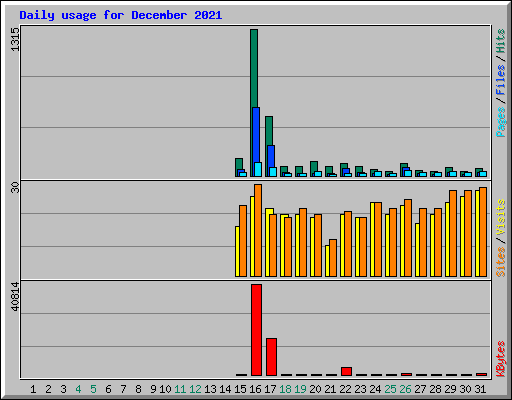 Daily usage for December 2021
1315
30
40814
Pages / Files / Hits
Sites / Visits
KBytes
1 2 3 4 5 6 7 8 9 10 11 12 13 14 15 16 17 18 19 20 21 22 23 24 25 26 27 28 29 30 31